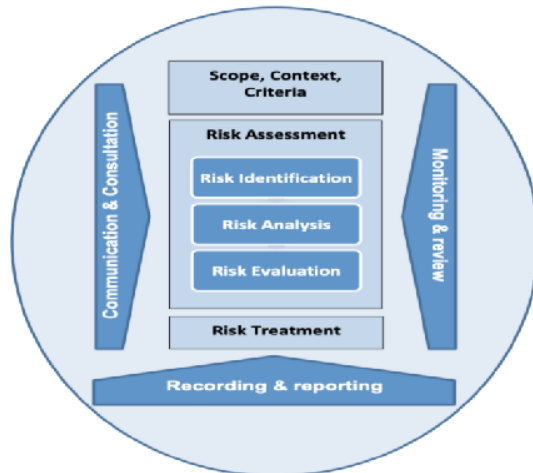 Scope, Context,
Criteria
Risk Assessment
Risk Identification
Risk Analysis
Risk Evaluation
Risk Treatment
Communication & Consultation
Monitoring & review
Recording & reporting